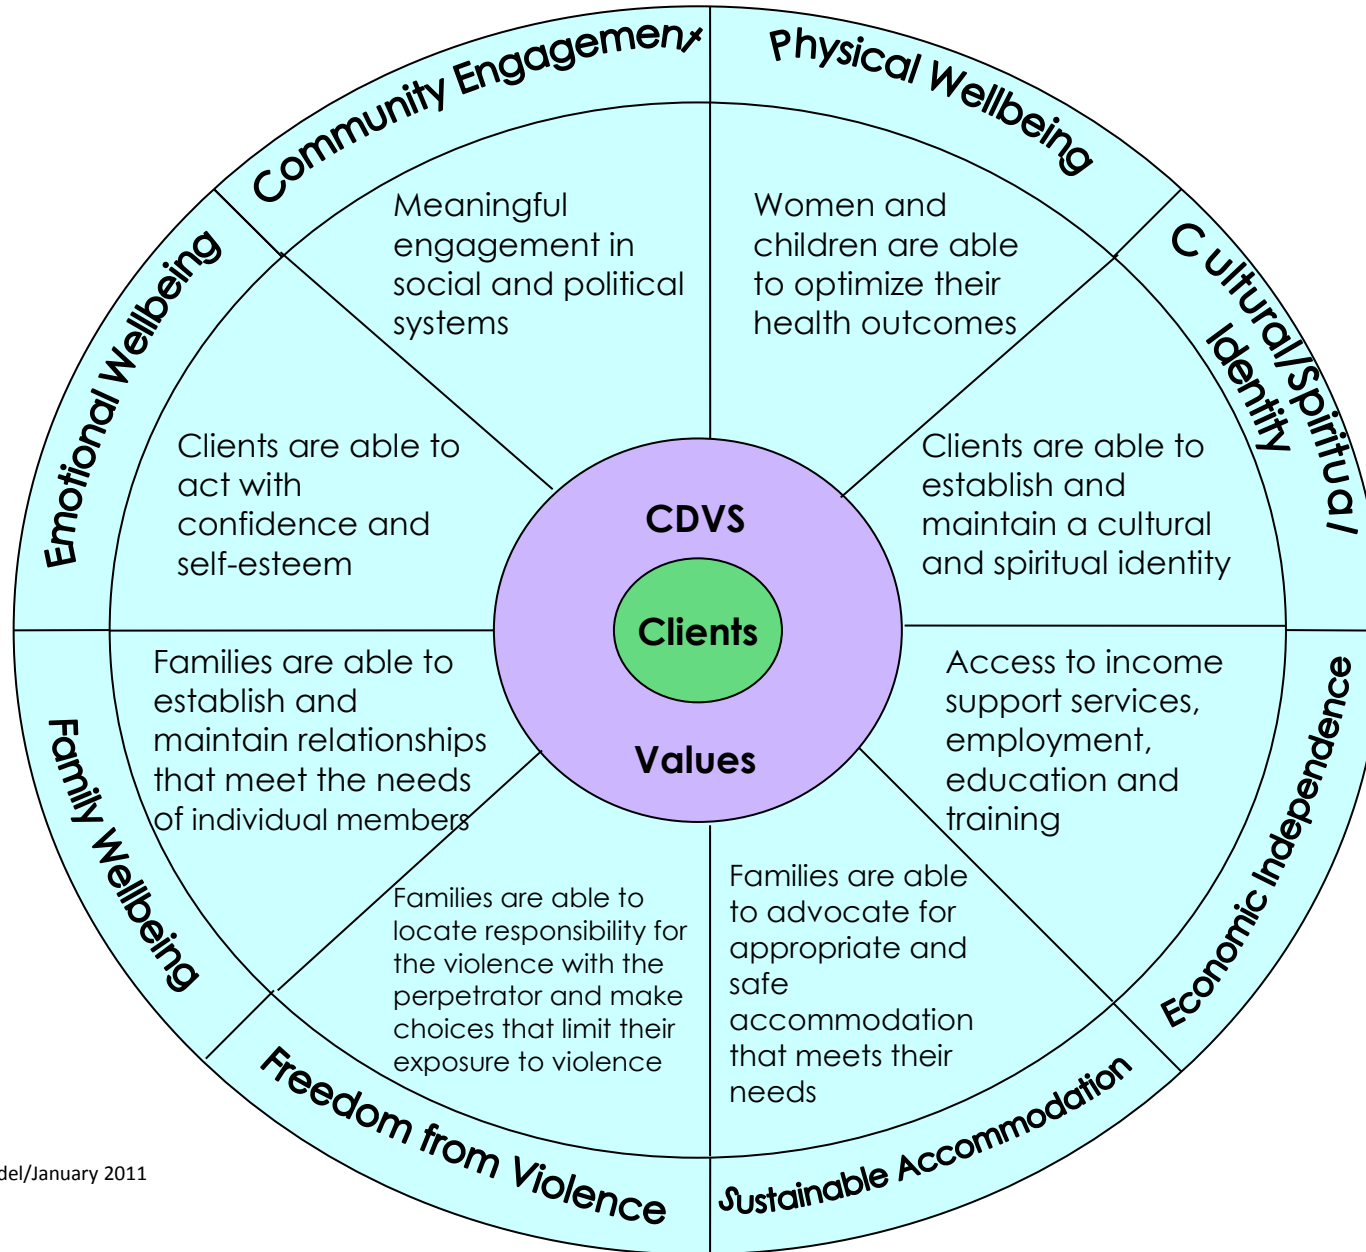 Community Engagement
Meaningful
engagement in
social and political
systems
Physical Wellbeing
Women and
children are able
to optimize their
health outcomes
Cultural/Spiritual
Identity
Clients are able to
establish and
maintain a cultural
and spiritual identity
Economic Independence
Access to income
support services,
employment,
education and
training
Sustainable Accommodation
Families are able
to advocate for
appropriate and
safe
accommodation
that meets their
needs
Freedom from Violence
Families are able to
locate responsibility for
the violence with the
perpetrator and make
choices that limit their
exposure to violence
Family Wellbeing
Families are able to
establish and
maintain relationships
that meet the needs
of individual members
Emotional Wellbeing
Clients are able to
act with
confidence and
self-esteem
CDVS
Clients
Values
del/January 2011